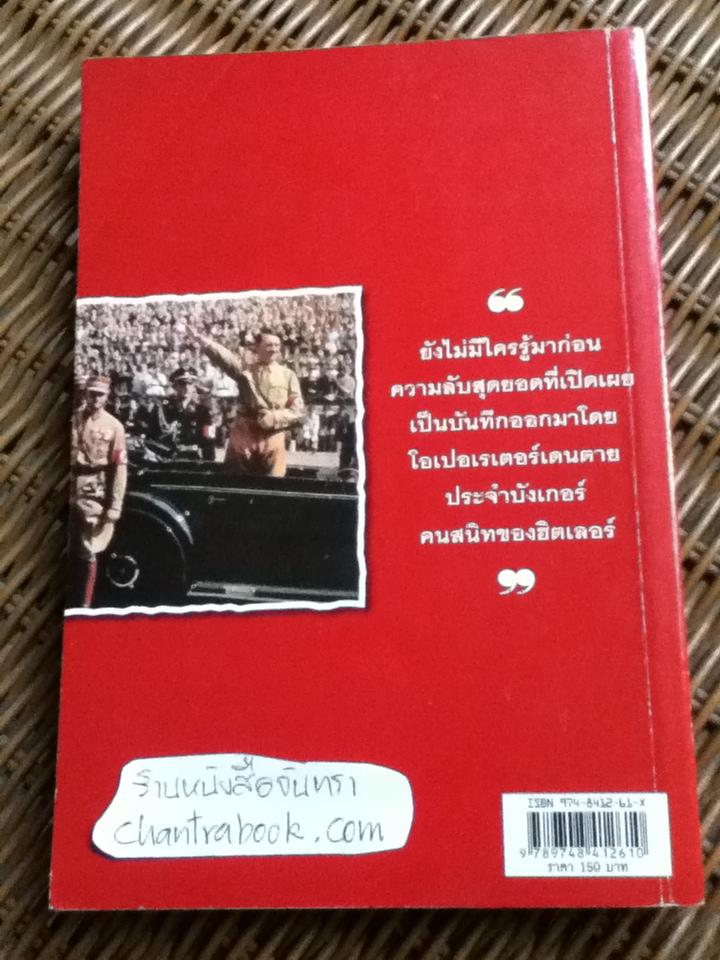 “
ยังไม่มีใครรู้มาก่อน
ความลับสุดยอดที่เปิดเผย
เป็นบันทึกออกมาโดย
โอเปอเรเตอร์เดนตาย
ประจำบังเกอร์
คนสนิทของฮิตเลอร์
”
ร้านหนังสือจันทรา
chantrabook.com
ISBN 974-8412-61-X
9 789748 412610
ราคา 150 บาท